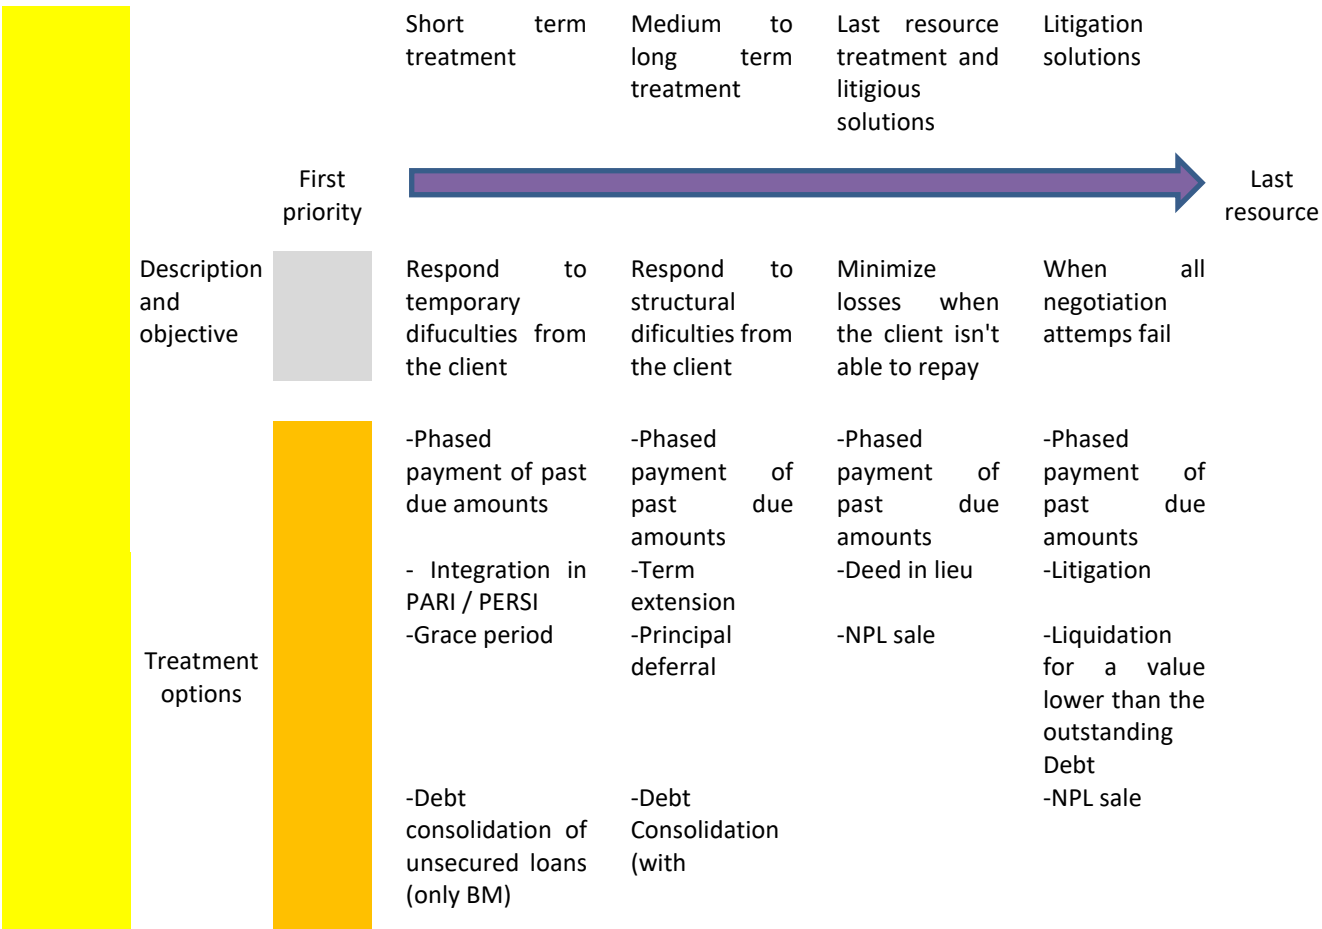 Short term
treatment
Medium to
long term
treatment
Last resource
treatment and
litigious
solutions
Litigation
solutions
First
priority
Last
resource
Description
and
objective
Respond to
temporary
difuculties from
the client
Respond to
structural
dificulties from
the client
Minimize
losses when
the client isn't
able to repay
When all
negotiation
attemps fail
Treatment
options
-Phased
payment of past
due amounts
- Integration in
PARI / PERSI
-Grace period
-Debt
consolidation of
unsecured loans
(only BM)
-Phased
payment of
past due
amounts
-Term
extension
-Principal
deferral
-Debt
Consolidation
(with
-Phased
payment of
past due
amounts
-Deed in lieu
-NPL sale
-Phased
payment of
past due
amounts
-Litigation
-Liquidation
for a value
lower than the
outstanding
Debt
-NPL sale